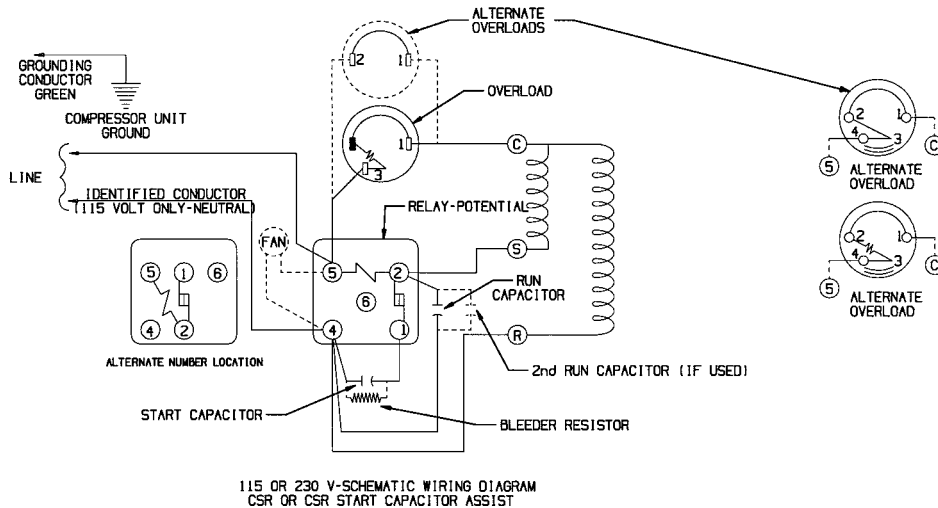 ALTERNATE
OVERLOADS
GROUNDING
CONDUCTOR
GREEN
COMPRESSOR UNIT
GROUND
2 1
OVERLOAD
1
3
LINE
IDENTIFIED CONDUCTOR
(115 VOLT ONLY-NEUTRAL)
RELAY-POTENTIAL
FAN
C
S
R
5 2
6
4 1
RUN
CAPACITOR
2nd RUN CAPACITOR (IF USED)
5 1 6
4 2
ALTERNATE NUMBER LOCATION
START CAPACITOR
BLEEDER RESISTOR
2 1
4 3
5 C
ALTERNATE
OVERLOAD
2 1
4 3
5 C
ALTERNATE
OVERLOAD
115 OR 230 V-SCHEMATIC WIRING DIAGRAM
CSR OR CSR START CAPACITOR ASSIST